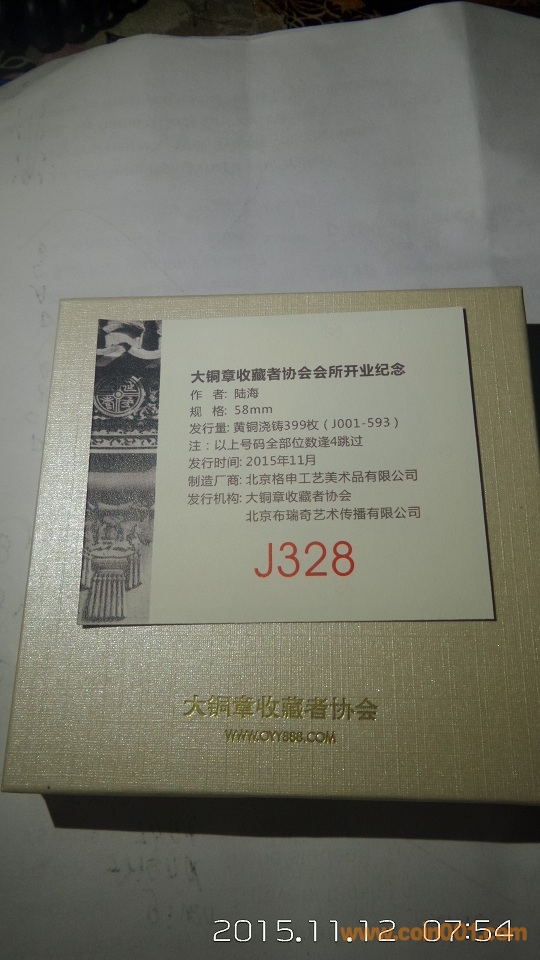 大铜章收藏者协会会所开业纪念
作 者: 陆海
规 格: 58mm
发行量: 黄铜浇铸399枚（J001-593）
注：以上号码全部位数逢4跳过
发行时间: 2015年11月
制造厂商: 北京格申工艺美术品有限公司
发行机构: 大铜章收藏者协会
北京布瑞奇艺术传播有限公司
J328
大铜章收藏者协会
2015.11.12 07:54
www.coin001.com